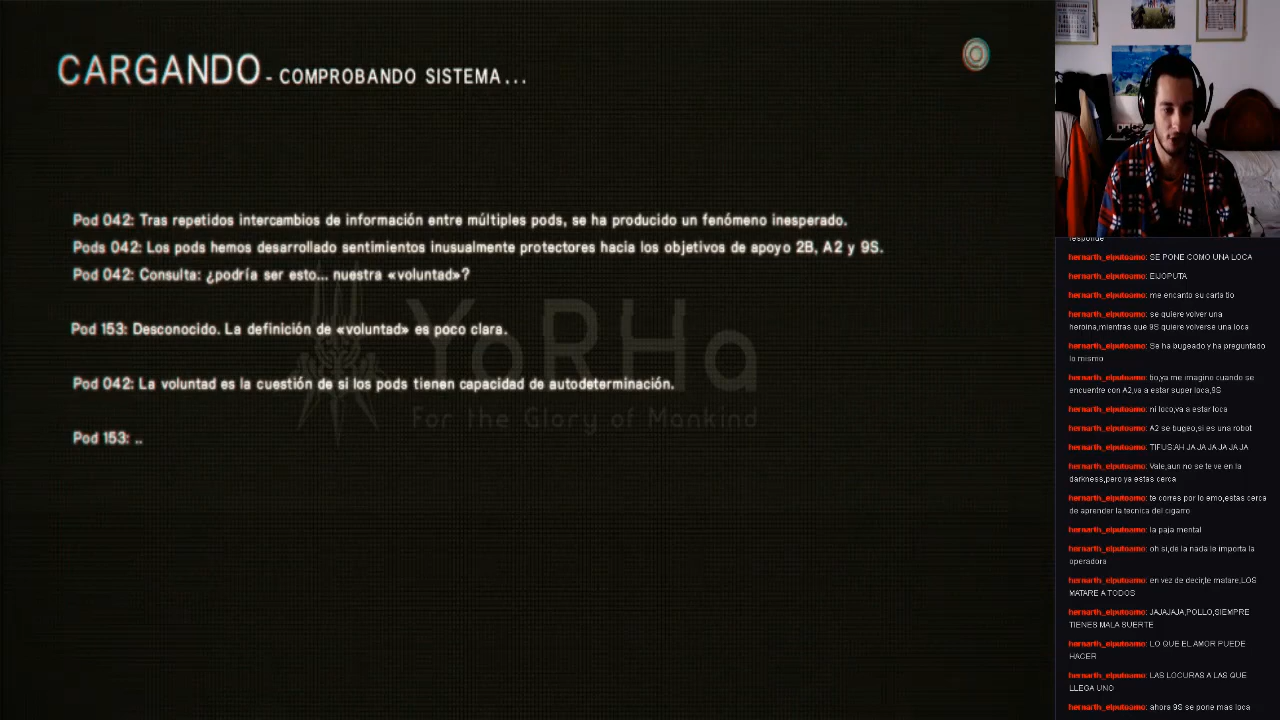 CARGANDO - COMPROBANDO SISTEMA...
Pod 042: Tras repetidos intercambios de información entre múltiples pods, se ha producido un fenómeno inesperado.
Pods 042: Los pods hemos desarrollado sentimientos inusualmente protectores hacia los objetivos de apoyo 2B, A2 y 9S.
Pod 042: Consulta: ¿podría ser esto... nuestra «voluntad»?
Pod 153: Desconocido. La definición de «voluntad» es poco clara.
Pod 042: La voluntad es la cuestión de si los pods tienen capacidad de autodeterminación.
Pod 153: ..
YoRHa
For the Glory of Mankind
responde
hernarth_elputoamo: SE PONE COMO UNA LOCA
hernarth_elputoamo: EIJOPUTA
hernarth_elputoamo: me encanto su carta tio
hernarth_elputoamo: se quiere volver una
heroina,mientras que 9S quiere volverse una loca
hernarth_elputoamo: Se ha bugeado y ha preguntado
lo mismo
hernarth_elputoamo: bo,ya me imagino cuando se
encuentre con A2,va a estar super loca,9S
hernarth_elputoamo: ni loco,va a estar loca
hernarth_elputoamo: A2 se bugeo,si es una robot
hernarth_elputoamo: TIFUS:AH JA JA JA JA JA JA
hernarth_elputoamo: Vale,aun no se te ve en la
darkness,pero ya estas cerca
hernarth_elputoamo: te corres por lo emo,estas cerca
de aprender la tecnica del cigarro
hernarth_elputoamo: la paja mental
hernarth_elputoamo: oh si,de la nada le importa la
operadora
hernarth_elputoamo: en vez de decir,te matare,LOS
MATARE A TODOS
hernarth_elputoamo: JAJAJAJA,POLLO,SIEMPRE
TIENES MALA SUERTE
hernarth_elputoamo: LO QUE EL AMOR PUEDE
HACER
hernarth_elputoamo: LAS LOCURAS A LAS QUE
LLEGA UNO
hernarth_elputoamo: ahora 9S se pone mas loca